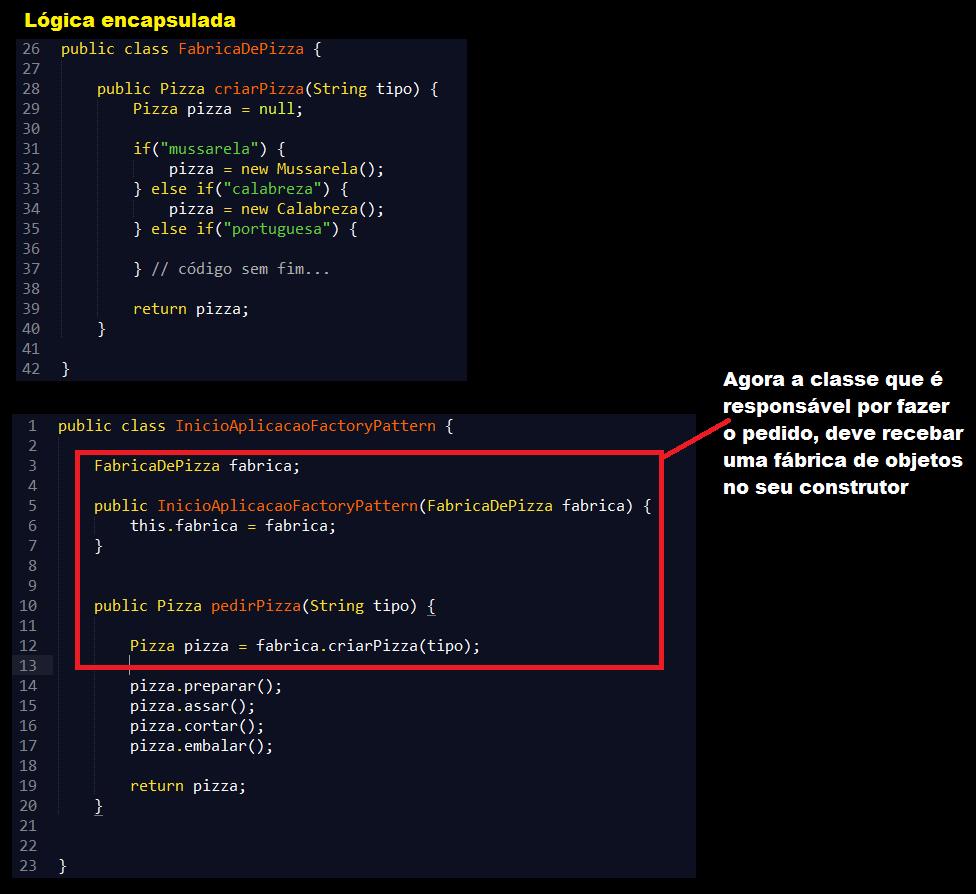 Lógica encapsulada
26 public class FabricaDePizza {
27
28 public Pizza criarPizza(String tipo) {
29 Pizza pizza = null;
30
31 if("mussarela") {
32 pizza = new Mussarela();
33 } else if("calabreza") {
34 pizza = new Calabreza();
35 } else if("portuguesa") {
36
37 } // código sem fim...
38
39 return pizza;
40 }
41
42 }
Agora a classe que é
responsável por fazer
o pedido, deve recebar
uma fábrica de objetos
no seu construtor
1 public class InicioAplicacaoFactoryPattern {
2
3 FabricaDePizza fabrica;
4
5 public InicioAplicacaoFactoryPattern(FabricaDePizza fabrica) {
6 this.fabrica = fabrica;
7 }
8
9
10 public Pizza pedirPizza(String tipo) {
11
12 Pizza pizza = fabrica.criarPizza(tipo);
13
14 pizza.preparar();
15 pizza.assar();
16 pizza.cortar();
17 pizza.embalar();
18
19 return pizza;
20 }
21
22
23 }